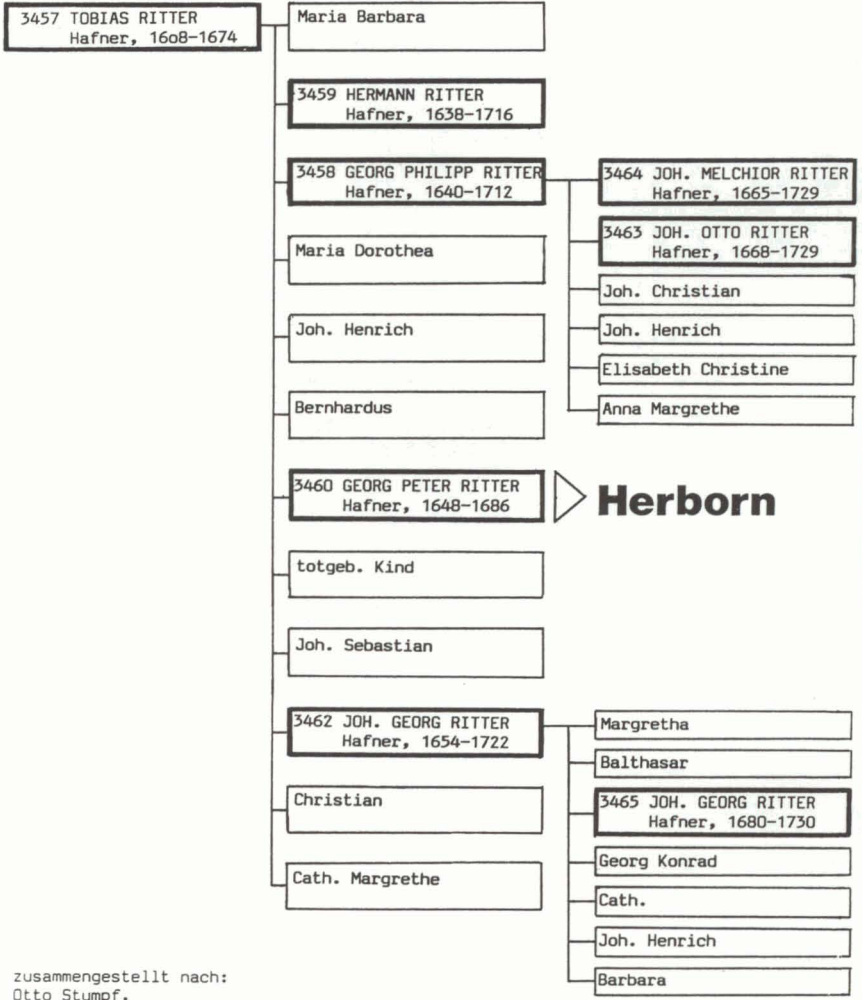 3457 TOBIAS RITTER
Hafner, 16o8-1674
Maria Barbara
3459 HERMANN RITTER
Hafner, 1638-1716
3458 GEORG PHILIPP RITTER
Hafner, 1640-1712
3464 JOH. MELCHIOR RITTER
Hafner, 1665-1729
3463 JOH. OTTO RITTER
Hafner, 1668-1729
Joh. Christian
Joh. Henrich
Elisabeth Christine
Anna Margrethe
Maria Dorothea
Joh. Henrich
Bernhardus
3460 GEORG PETER RITTER
Hafner, 1648-1686
Herborn
totgeb. Kind
Joh. Sebastian
3462 JOH. GEORG RITTER
Hafner, 1654-1722
Margretha
Balthasar
3465 JOH. GEORG RITTER
Hafner, 1680-1730
Georg Konrad
Cath.
Joh. Henrich
Barbara
Christian
Cath. Margrethe
zusammengestellt nach:
Otto Stumpf.